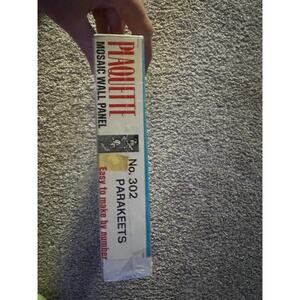 PLAQUETTE
MOSAIC WALL PANEL
No. 302
PARAKEETS
Easy to make by number